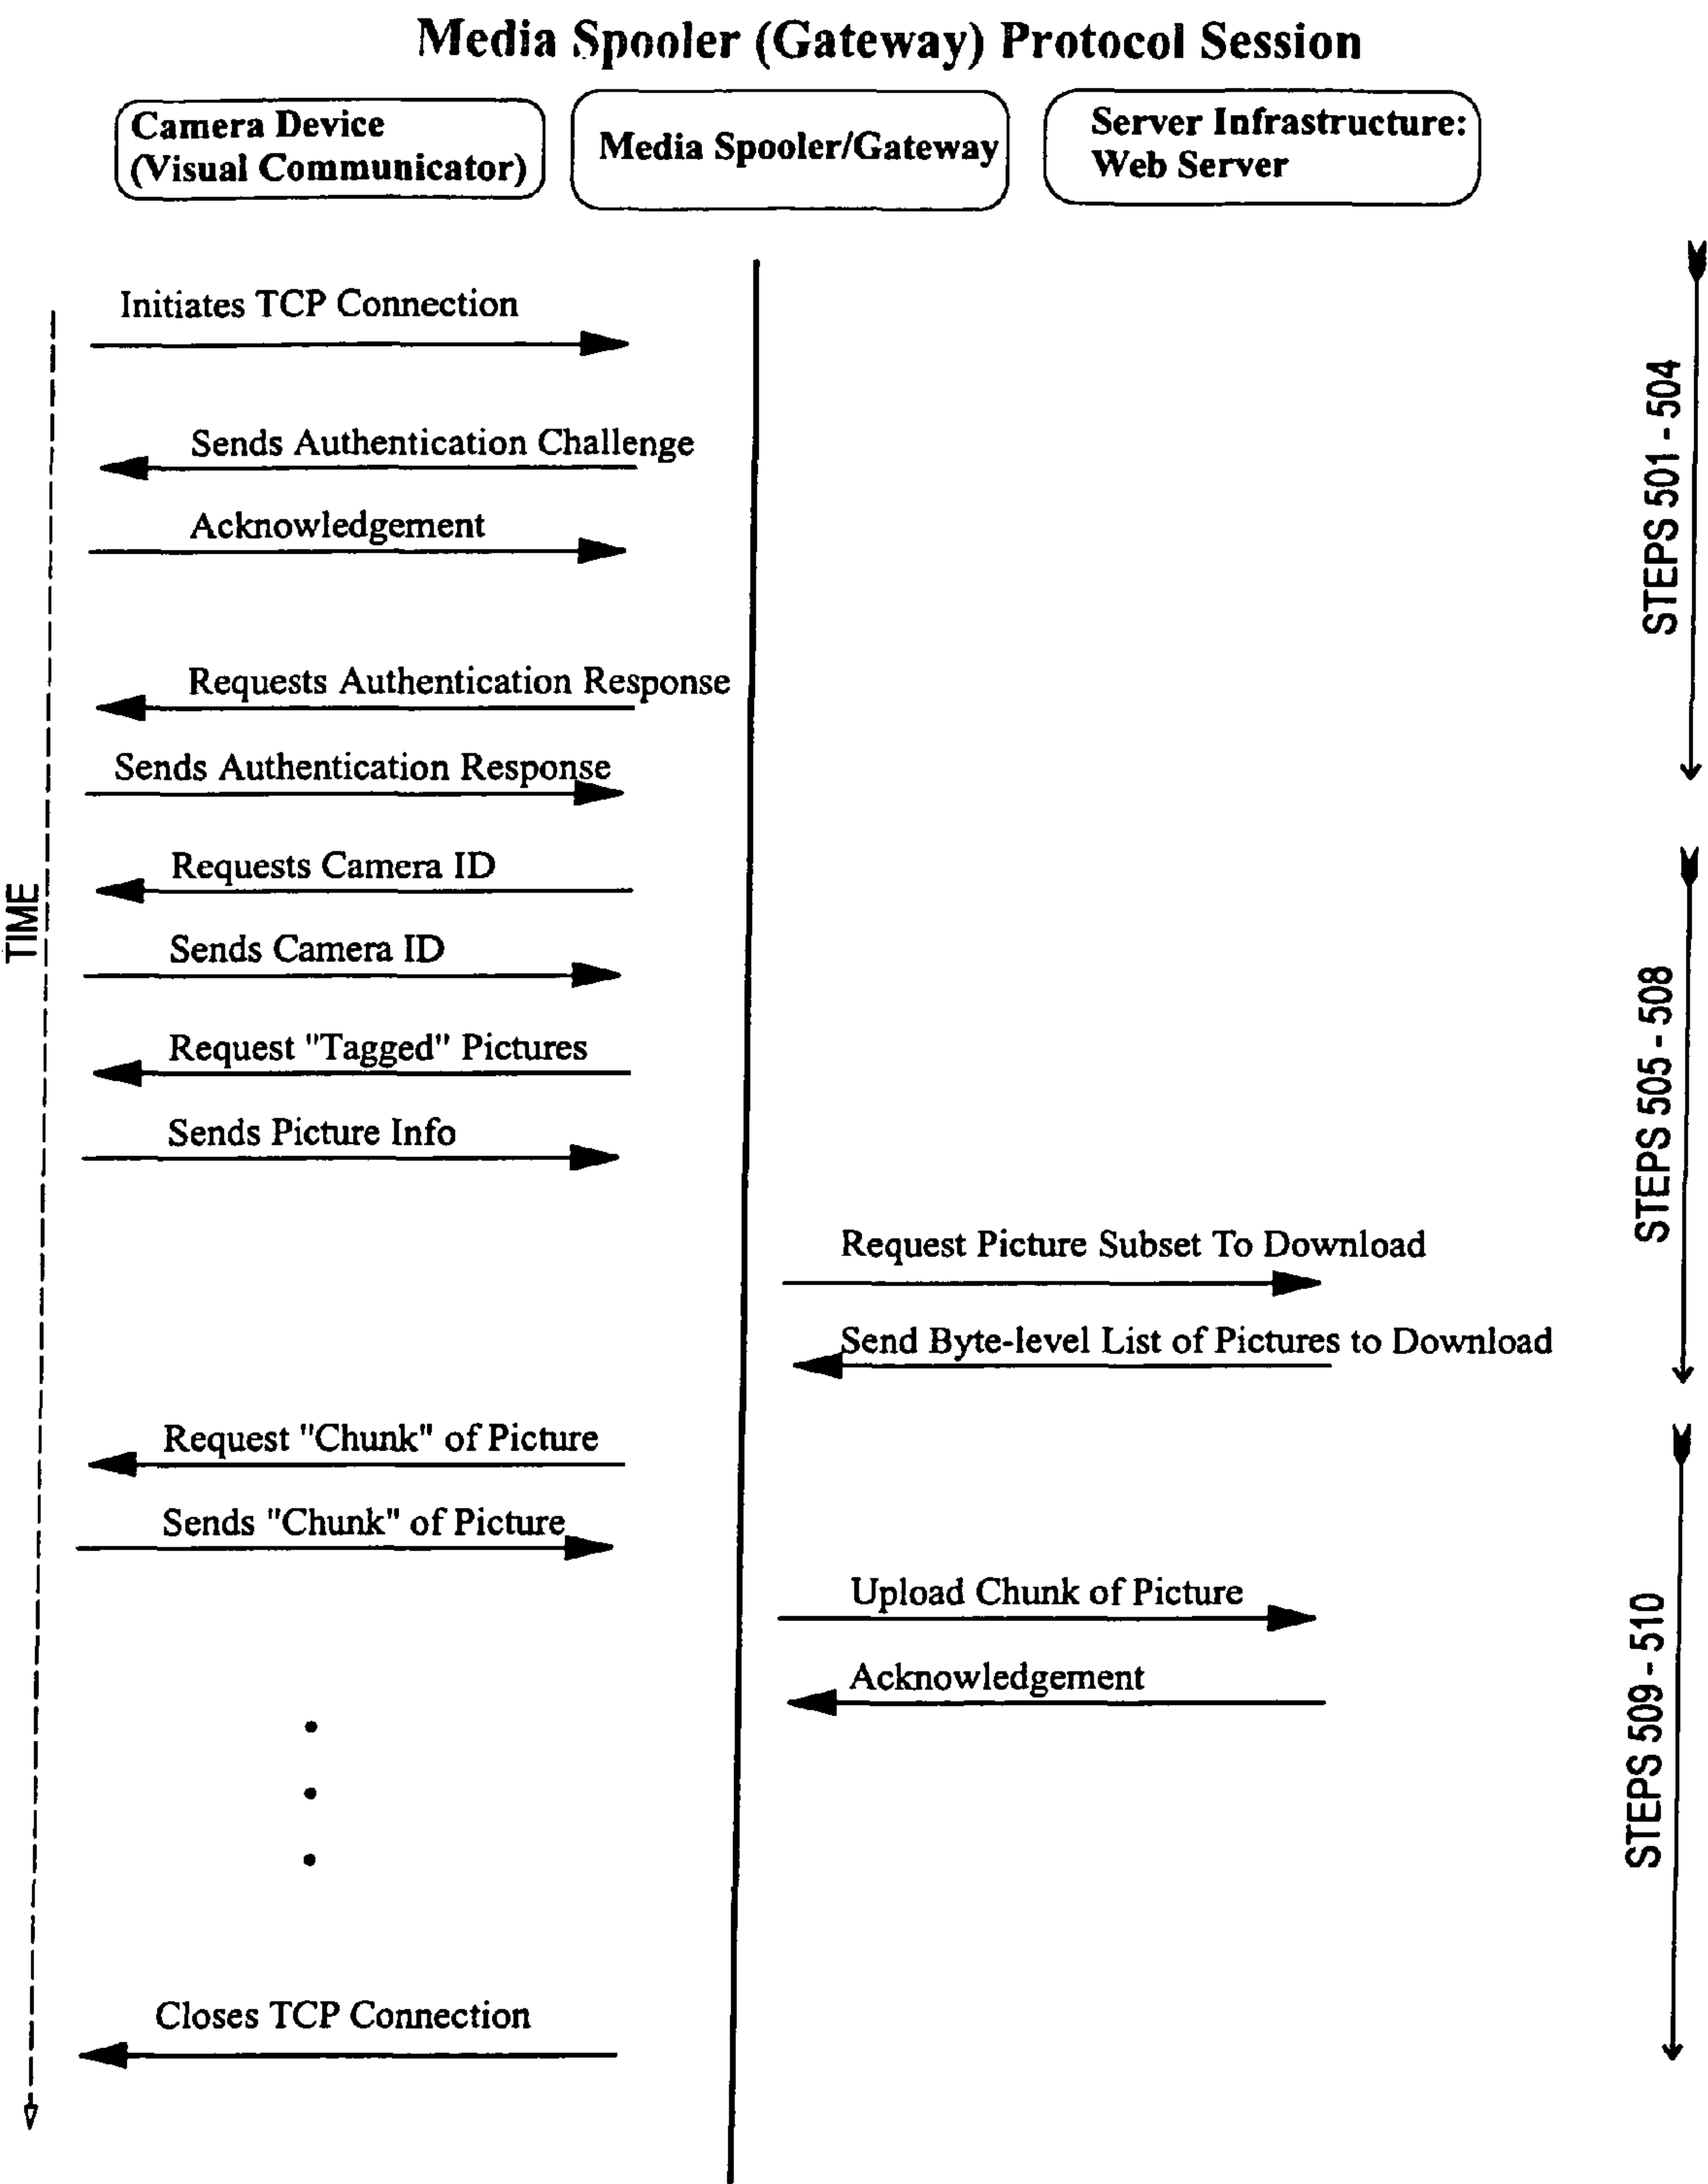 Media Spooler (Gateway) Protocol Session
Camera Device
(Visual Communicator)
Media Spooler/Gateway
Server Infrastructure:
Web Server
Initiates TCP Connection
Sends Authentication Challenge
Acknowledgement
Requests Authentication Response
Sends Authentication Response
Requests Camera ID
Sends Camera ID
Request "Tagged" Pictures
Sends Picture Info
Request Picture Subset To Download
Send Byte-level List of Pictures to Download
Request "Chunk" of Picture
Sends "Chunk" of Picture
Upload Chunk of Picture
Acknowledgement
Closes TCP Connection
TIME
STEPS 501 - 504
STEPS 505 - 508
STEPS 509 - 510